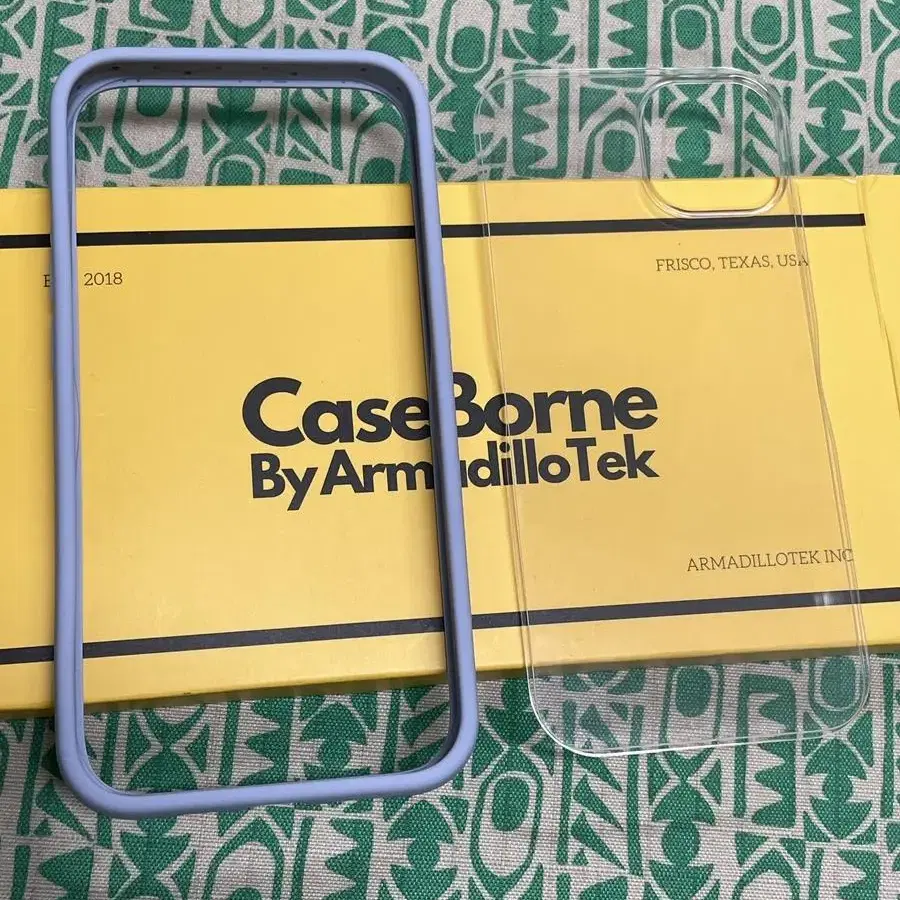 2018
FRISCO, TEXAS, USA
CaseBorne
By ArmadilloTek
ARMADILLOTEK INC